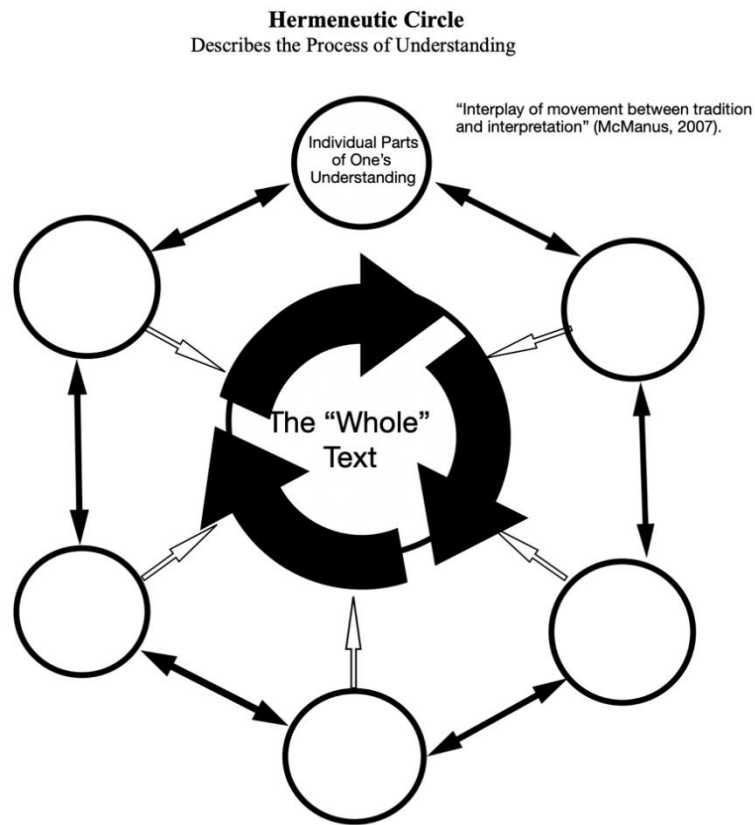 Hermeneutic Circle
Describes the Process of Understanding
“Interplay of movement between tradition
and interpretation” (McManus, 2007).
Individual Parts
of One’s
Understanding
The “Whole”
Text